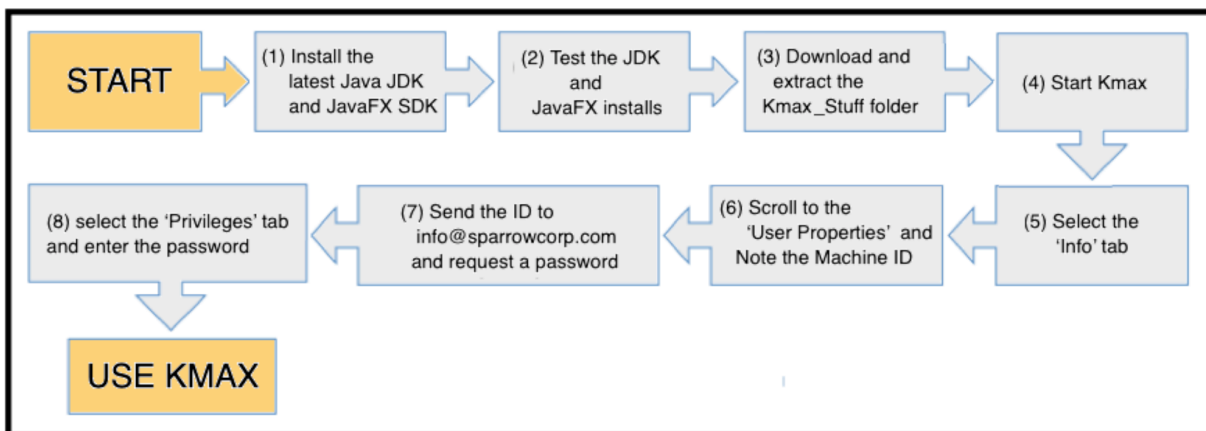 START
(1) Install the
latest Java JDK
and JavaFX SDK
(2) Test the JDK
and
JavaFX installs
(3) Download and
extract the
Kmax_Stuff folder
(4) Start Kmax
(5) Select the
'Info' tab
(6) Scroll to the
'User Properties' and
Note the Machine ID
(7) Send the ID to
info@sparrowcorp.com
and request a password
(8) select the 'Privileges' tab
and enter the password
USE KMAX